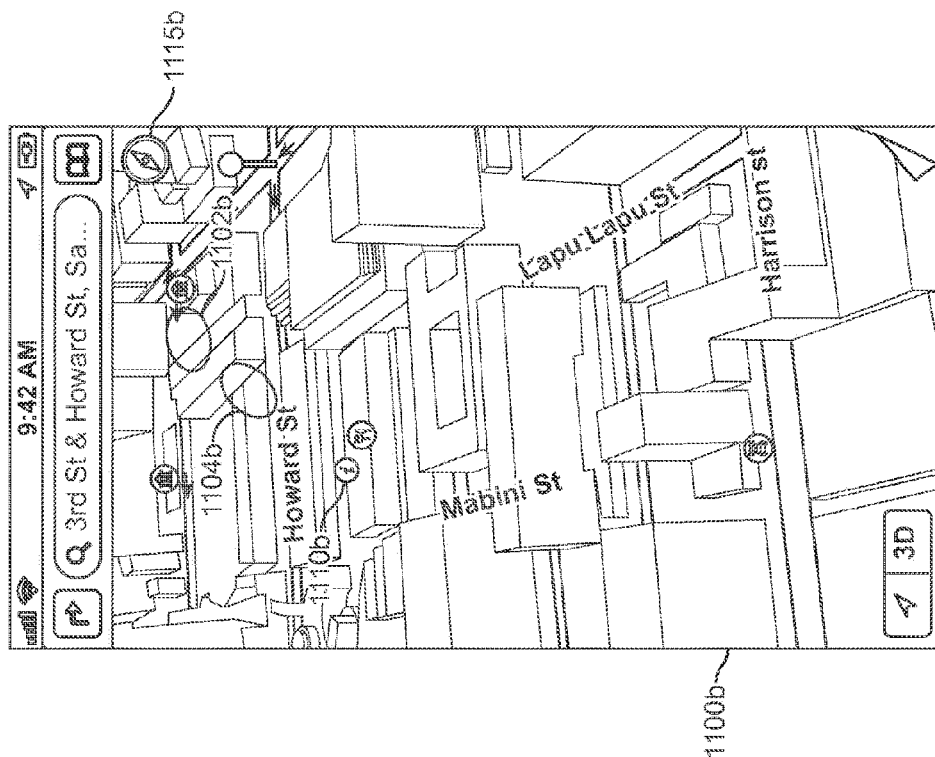 9:42 AM
3rd St & Howard St, Sa...
1115b
1102b
1104b
Howard St
1110b
Mabini St
Lapu-Lapu St
Harrison st
3D
1100b